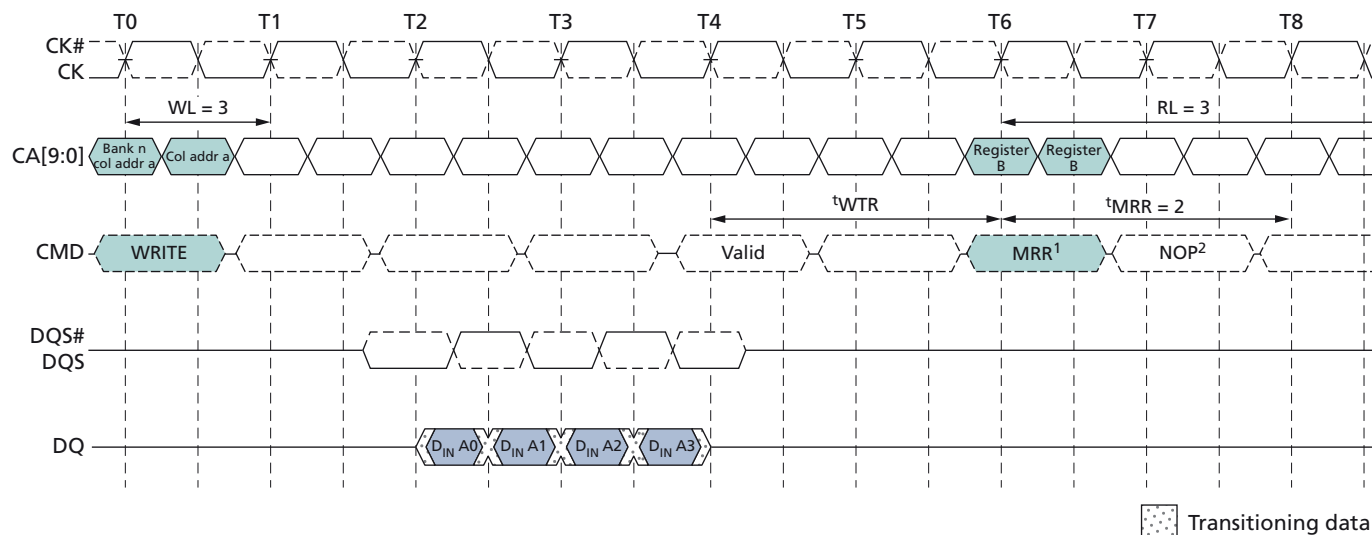 T0 T1 T2 T3 T4 T5 T6 T7 T8
CK#
CK
WL = 3
RL = 3
CA[9:0]
Bank n
col addr a
Col addr a
Register
B
Register
B
tWTR
tMRR = 2
CMD
WRITE
Valid
MRR1
NOP2
DQS#
DQS
DQ
DIN A0
DIN A1
DIN A2
DIN A3
Transitioning data